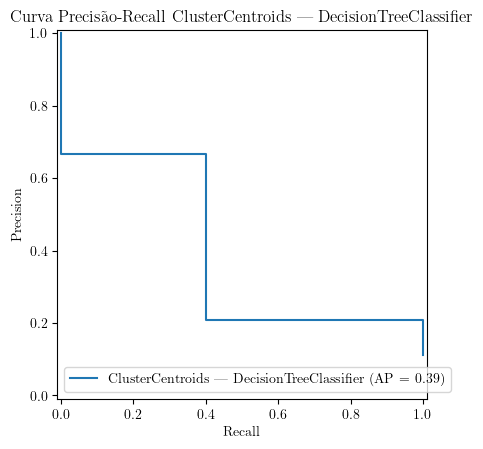 Curva Precisão-Recall ClusterCentroids — DecisionTreeClassifier
1.0
0.8
0.6
0.4
0.2
0.0
Precision
ClusterCentroids — DecisionTreeClassifier (AP = 0.39)
0.0 0.2 0.4 0.6 0.8 1.0
Recall